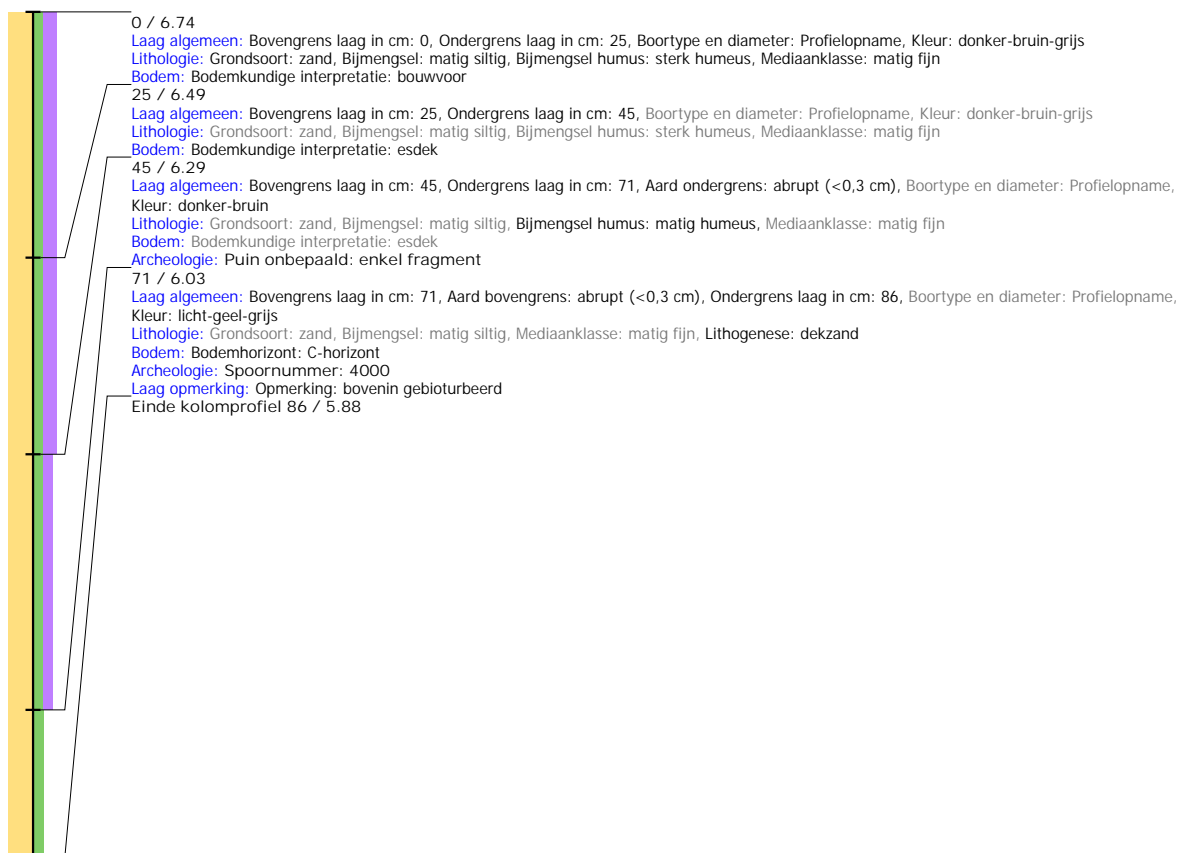 0 / 6.74
Laag algemeen: Bovengrens laag in cm: 0, Ondergrens laag in cm: 25, Boortype en diameter: Profielopname, Kleur: donker-bruin-grijs
Lithologie: Grondsoort: zand, Bijmengsel: matig siltig, Bijmengsel humus: sterk humeus, Mediaanklasse: matig fijn
Bodem: Bodemkundige interpretatie: bouwvoor
25 / 6.49
Laag algemeen: Bovengrens laag in cm: 25, Ondergrens laag in cm: 45, Boortype en diameter: Profielopname, Kleur: donker-bruin-grijs
Lithologie: Grondsoort: zand, Bijmengsel: matig siltig, Bijmengsel humus: sterk humeus, Mediaanklasse: matig fijn
Bodem: Bodemkundige interpretatie: esdek
45 / 6.29
Laag algemeen: Bovengrens laag in cm: 45, Ondergrens laag in cm: 71, Aard ondergrens: abrupt (<0,3 cm), Boortype en diameter: Profielopname,
Kleur: donker-bruin
Lithologie: Grondsoort: zand, Bijmengsel: matig siltig, Bijmengsel humus: matig humeus, Mediaanklasse: matig fijn
Bodem: Bodemkundige interpretatie: esdek
Archeologie: Puin onbepaald: enkel fragment
71 / 6.03
Laag algemeen: Bovengrens laag in cm: 71, Aard bovengrens: abrupt (<0,3 cm), Ondergrens laag in cm: 86, Boortype en diameter: Profielopname,
Kleur: licht-geel-grijs
Lithologie: Grondsoort: zand, Bijmengsel: matig siltig, Mediaanklasse: matig fijn, Lithogenese: dekzand
Bodem: Bodemhorizont: C-horizont
Archeologie: Spoornummer: 4000
Laag opmerking: Opmerking: bovenin gebioturbeerd
Einde kolomprofiel 86 / 5.88